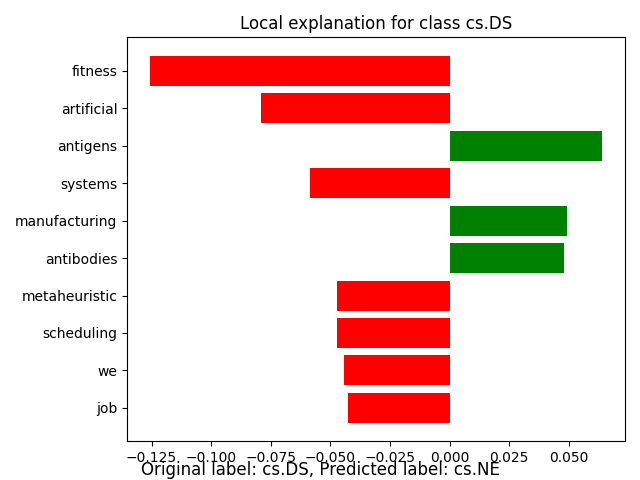 Local explanation for class cs.DS
fitness
artificial
antigens
systems
manufacturing
antibodies
metaheuristic
scheduling
we
job
−0.125 −0.100 −0.075 −0.050 −0.025 0.000 0.025 0.050
Original label: cs.DS, Predicted label: cs.NE